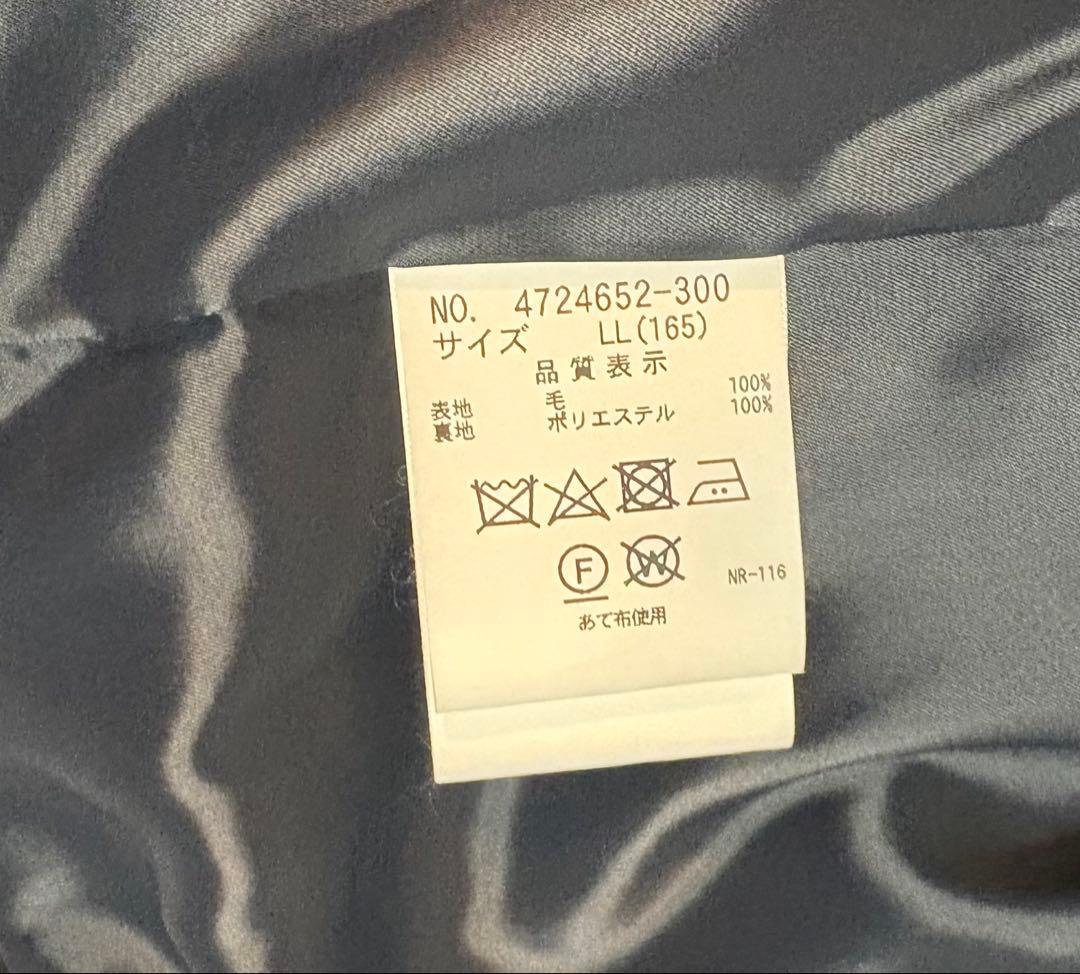 NO. 4724652-300
サイズ LL(165)
品質表示
表地 毛 100%
裏地 ポリエステル 100%
F W NR-116
あて布使用